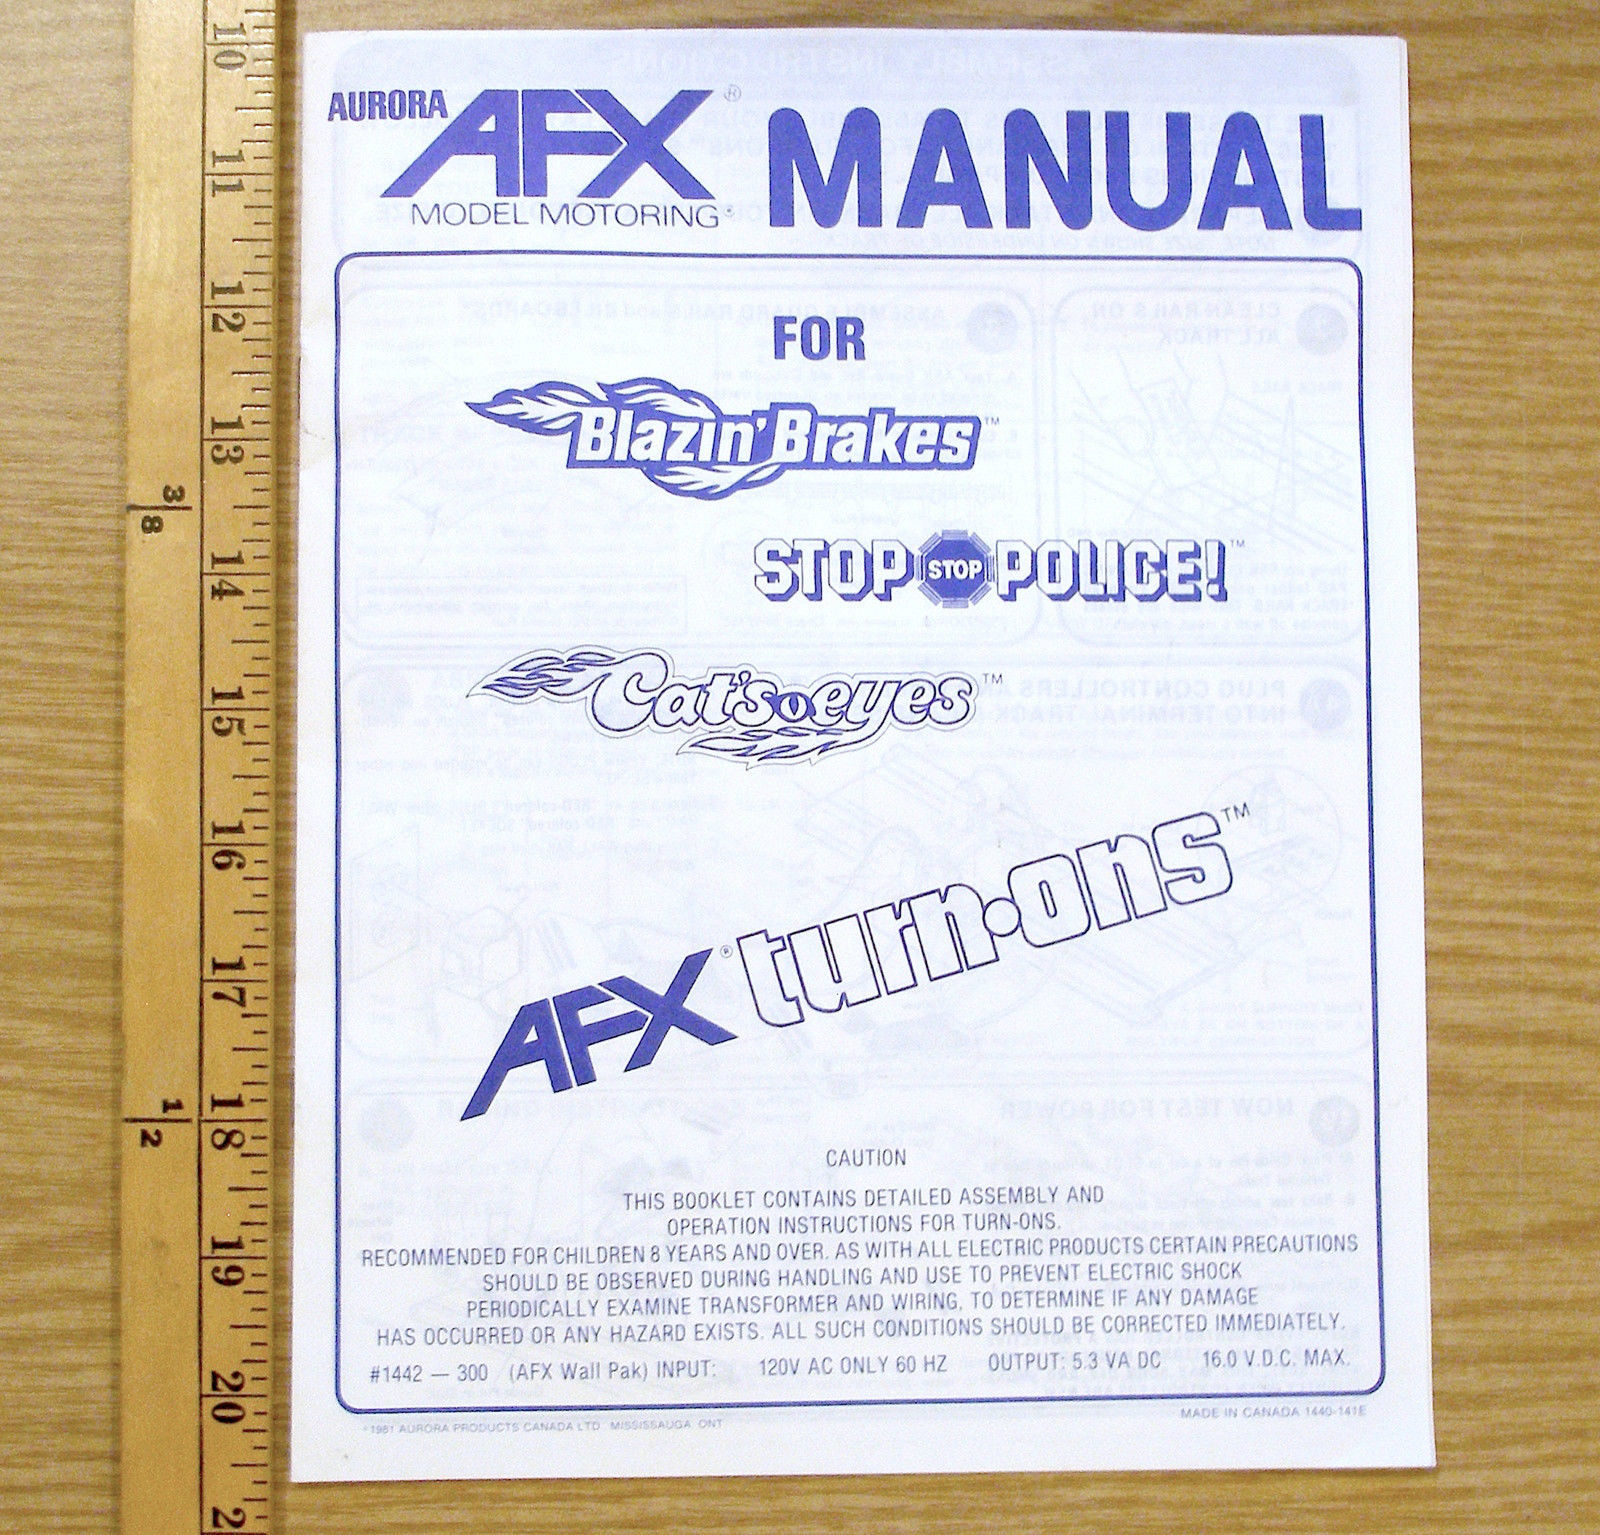 AURORA AFX® MANUAL
MODEL MOTORING®
FOR
Blazin' Brakes™
STOP STOP POLICE!™
Cat's eyes™
AFX® turn•ons™
CAUTION
THIS BOOKLET CONTAINS DETAILED ASSEMBLY AND
OPERATION INSTRUCTIONS FOR TURN-ONS.
RECOMMENDED FOR CHILDREN 8 YEARS AND OVER. AS WITH ALL ELECTRIC PRODUCTS CERTAIN PRECAUTIONS
SHOULD BE OBSERVED DURING HANDLING AND USE TO PREVENT ELECTRIC SHOCK
PERIODICALLY EXAMINE TRANSFORMER AND WIRING, TO DETERMINE IF ANY DAMAGE
HAS OCCURRED OR ANY HAZARD EXISTS. ALL SUCH CONDITIONS SHOULD BE CORRECTED IMMEDIATELY.
#1442 — 300 (AFX Wall Pak) INPUT: 120V AC ONLY 60 HZ OUTPUT: 5.3 VA DC 16.0 V.D.C. MAX.
1981 AURORA PRODUCTS CANADA LTD. MISSISSAUGA ONT
MADE IN CANADA 1440-141E
10
11
12
13
14
15
16
17
18
19
20
3
8
1
2